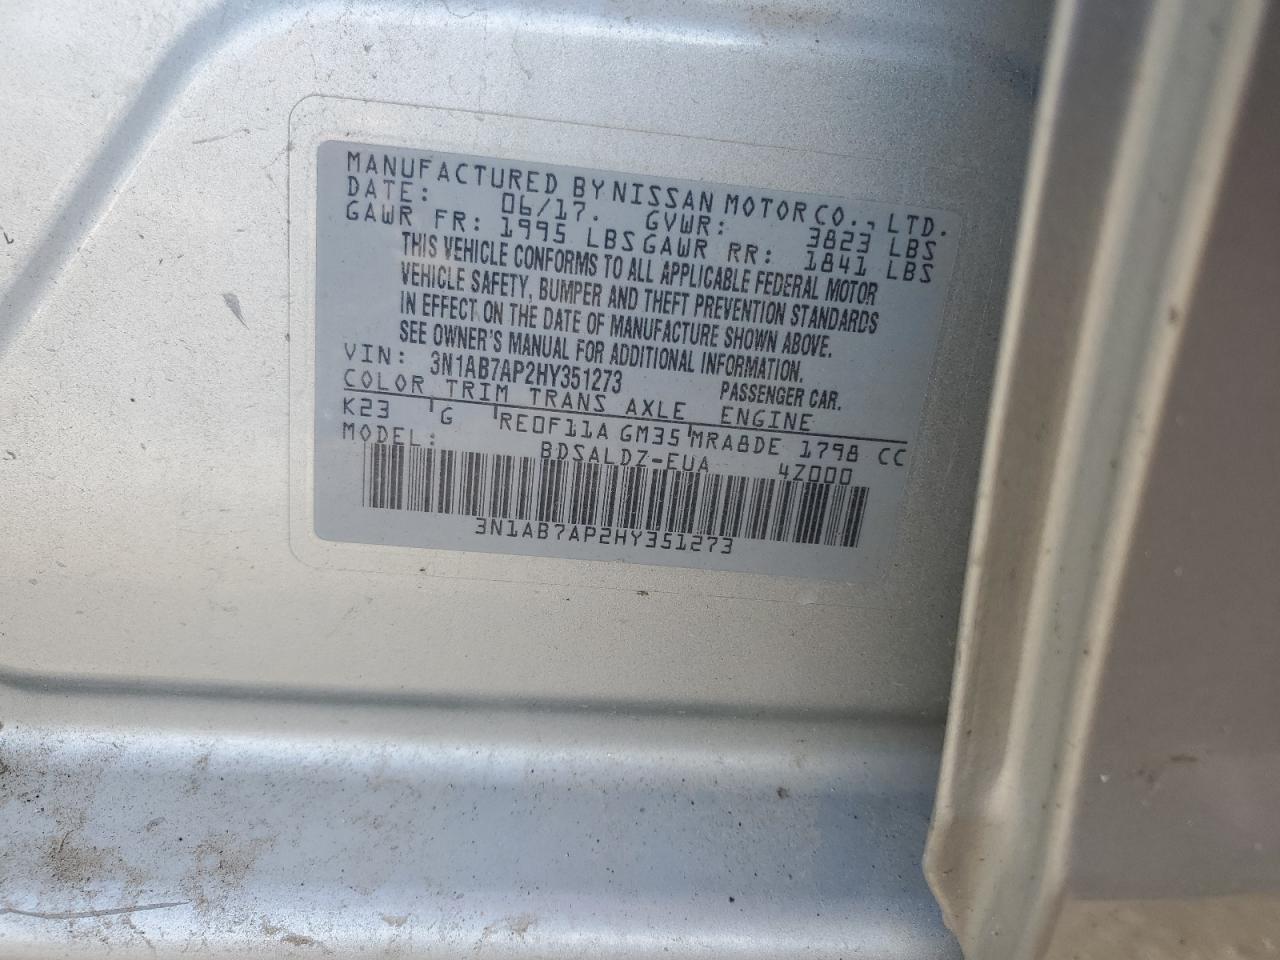 MANUFACTURED BY NISSAN MOTOR CO., LTD.
DATE: 06/17. GVWR: 3823 LBS
GAWR FR: 1995 LBS GAWR RR: 1841 LBS
THIS VEHICLE CONFORMS TO ALL APPLICABLE FEDERAL MOTOR
VEHICLE SAFETY, BUMPER AND THEFT PREVENTION STANDARDS
IN EFFECT ON THE DATE OF MANUFACTURE SHOWN ABOVE.
SEE OWNER'S MANUAL FOR ADDITIONAL INFORMATION.
VIN: 3N1AB7AP2HY351273 PASSENGER CAR.
COLOR TRIM TRANS AXLE ENGINE
K23 G RE0F11A GM35 MRA8DE 1798 CC
MODEL: BDSALDZ-EUA 4Z000
3N1AB7AP2HY351273